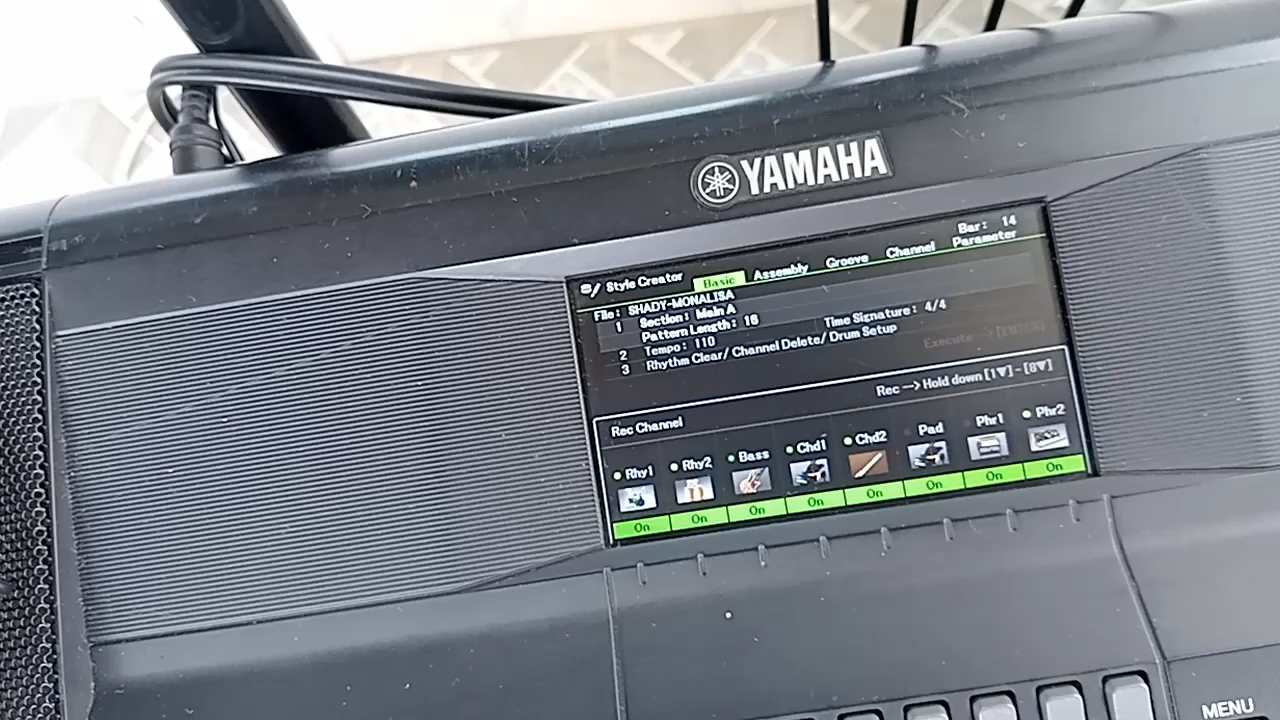 YAMAHA
Bar: 14
Style Creator Basic Assembly Groove Channel Parameter
File: SHADY-MONALISA
1 Section: Main A
Pattern Length: 16 Time Signature: 4/4
2 Tempo: 110
3 Rhythm Clear/ Channel Delete/ Drum Setup
Execute -->[ENTER]
Rec -->Hold down [1▼]-[8▼]
Rec Channel
Rhy1 Rhy2 Bass Chd1 Chd2 Pad Phr1 Phr2
On On On On On On On On
MENU